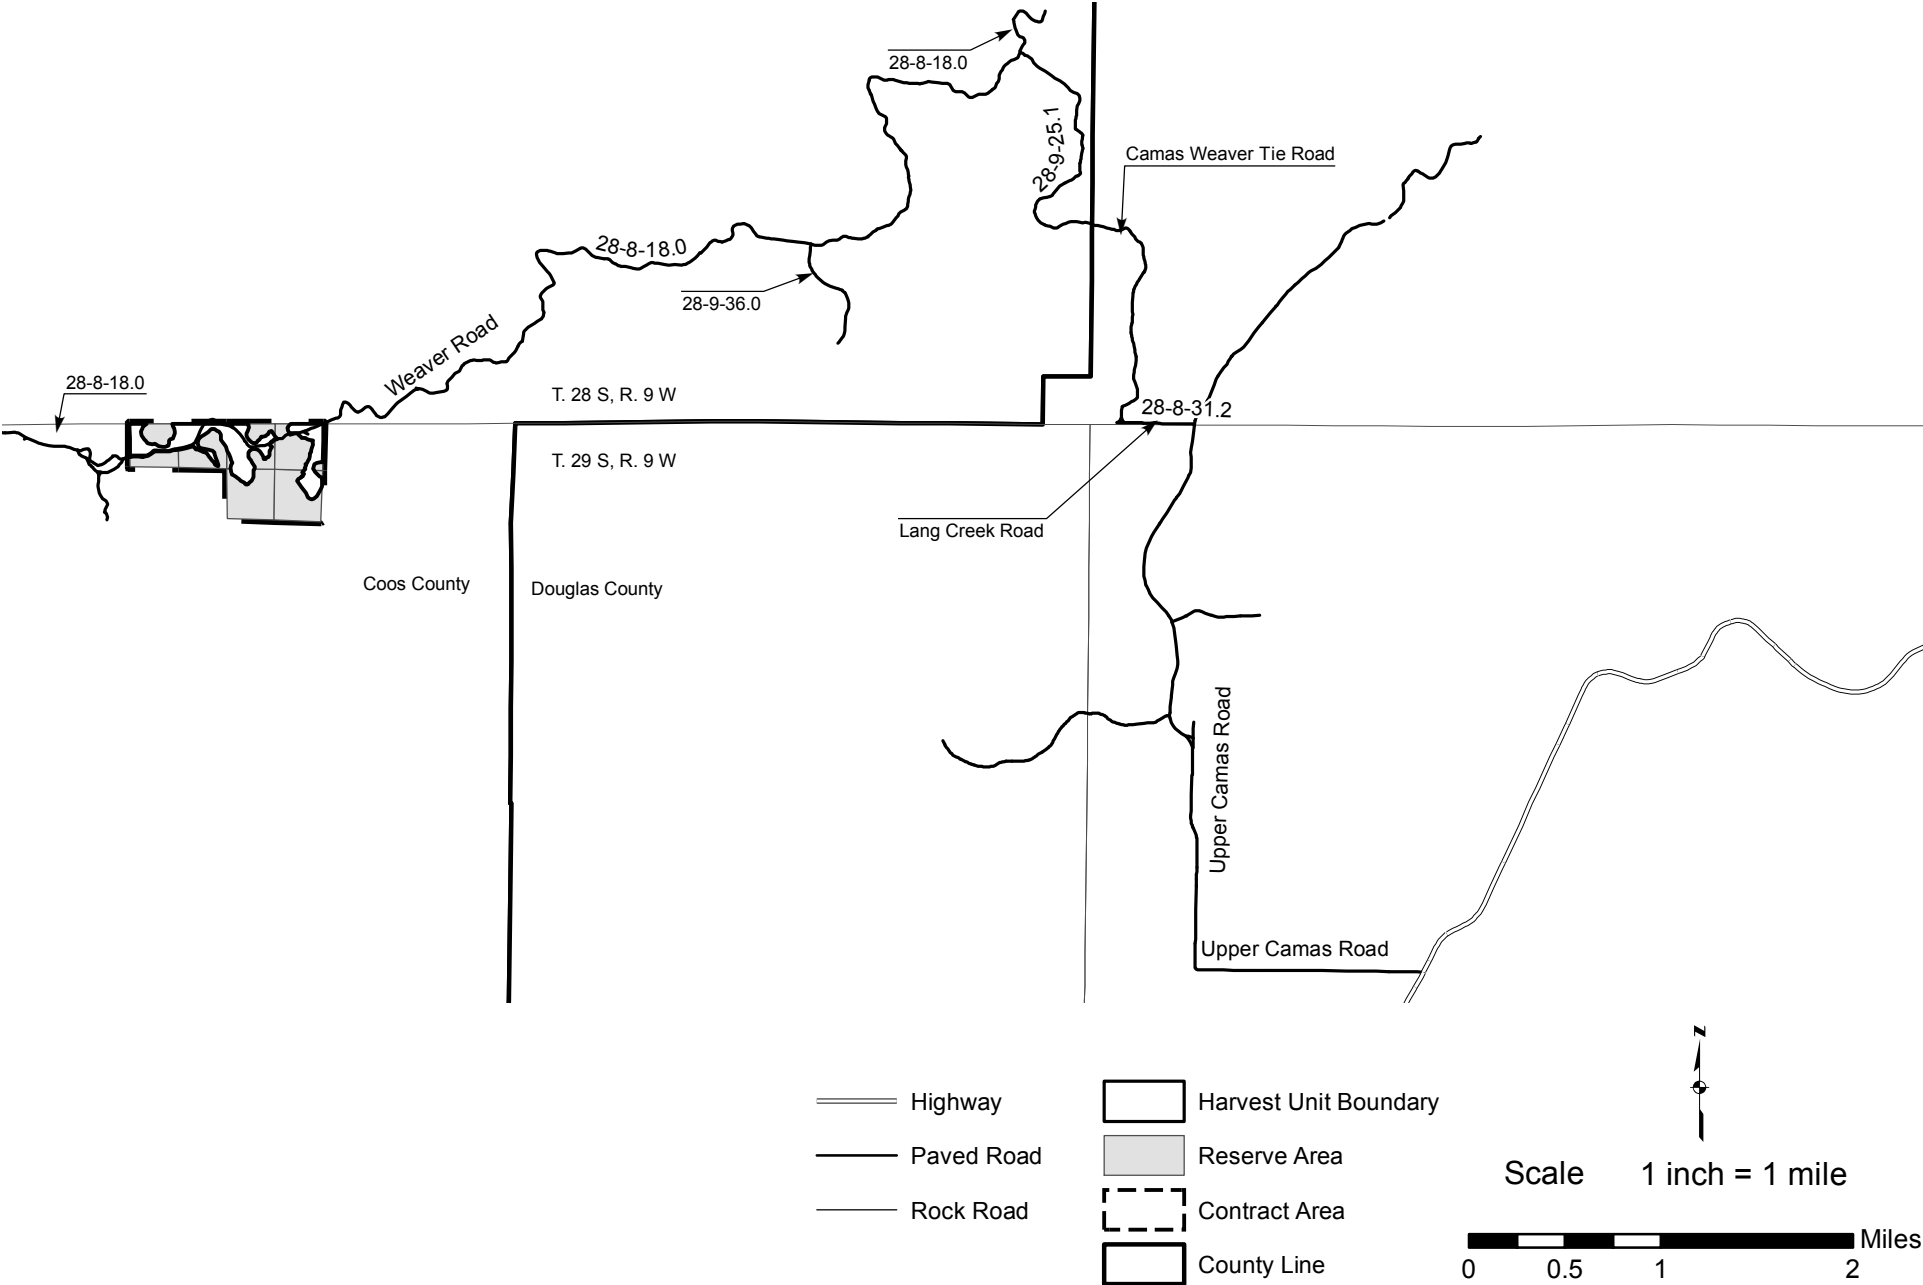 28-8-18.0
28-9-25.1
Camas Weaver Tie Road
28-8-18.0
28-9-36.0
Weaver Road
28-8-18.0
T. 28 S, R. 9 W
28-8-31.2
T. 29 S, R. 9 W
Lang Creek Road
Coos County
Douglas County
Upper Camas Road
Upper Camas Road
N
Highway
Harvest Unit Boundary
Paved Road
Reserve Area
Scale 1 inch = 1 mile
Rock Road
Contract Area
County Line
Miles
0 0.5 1 2